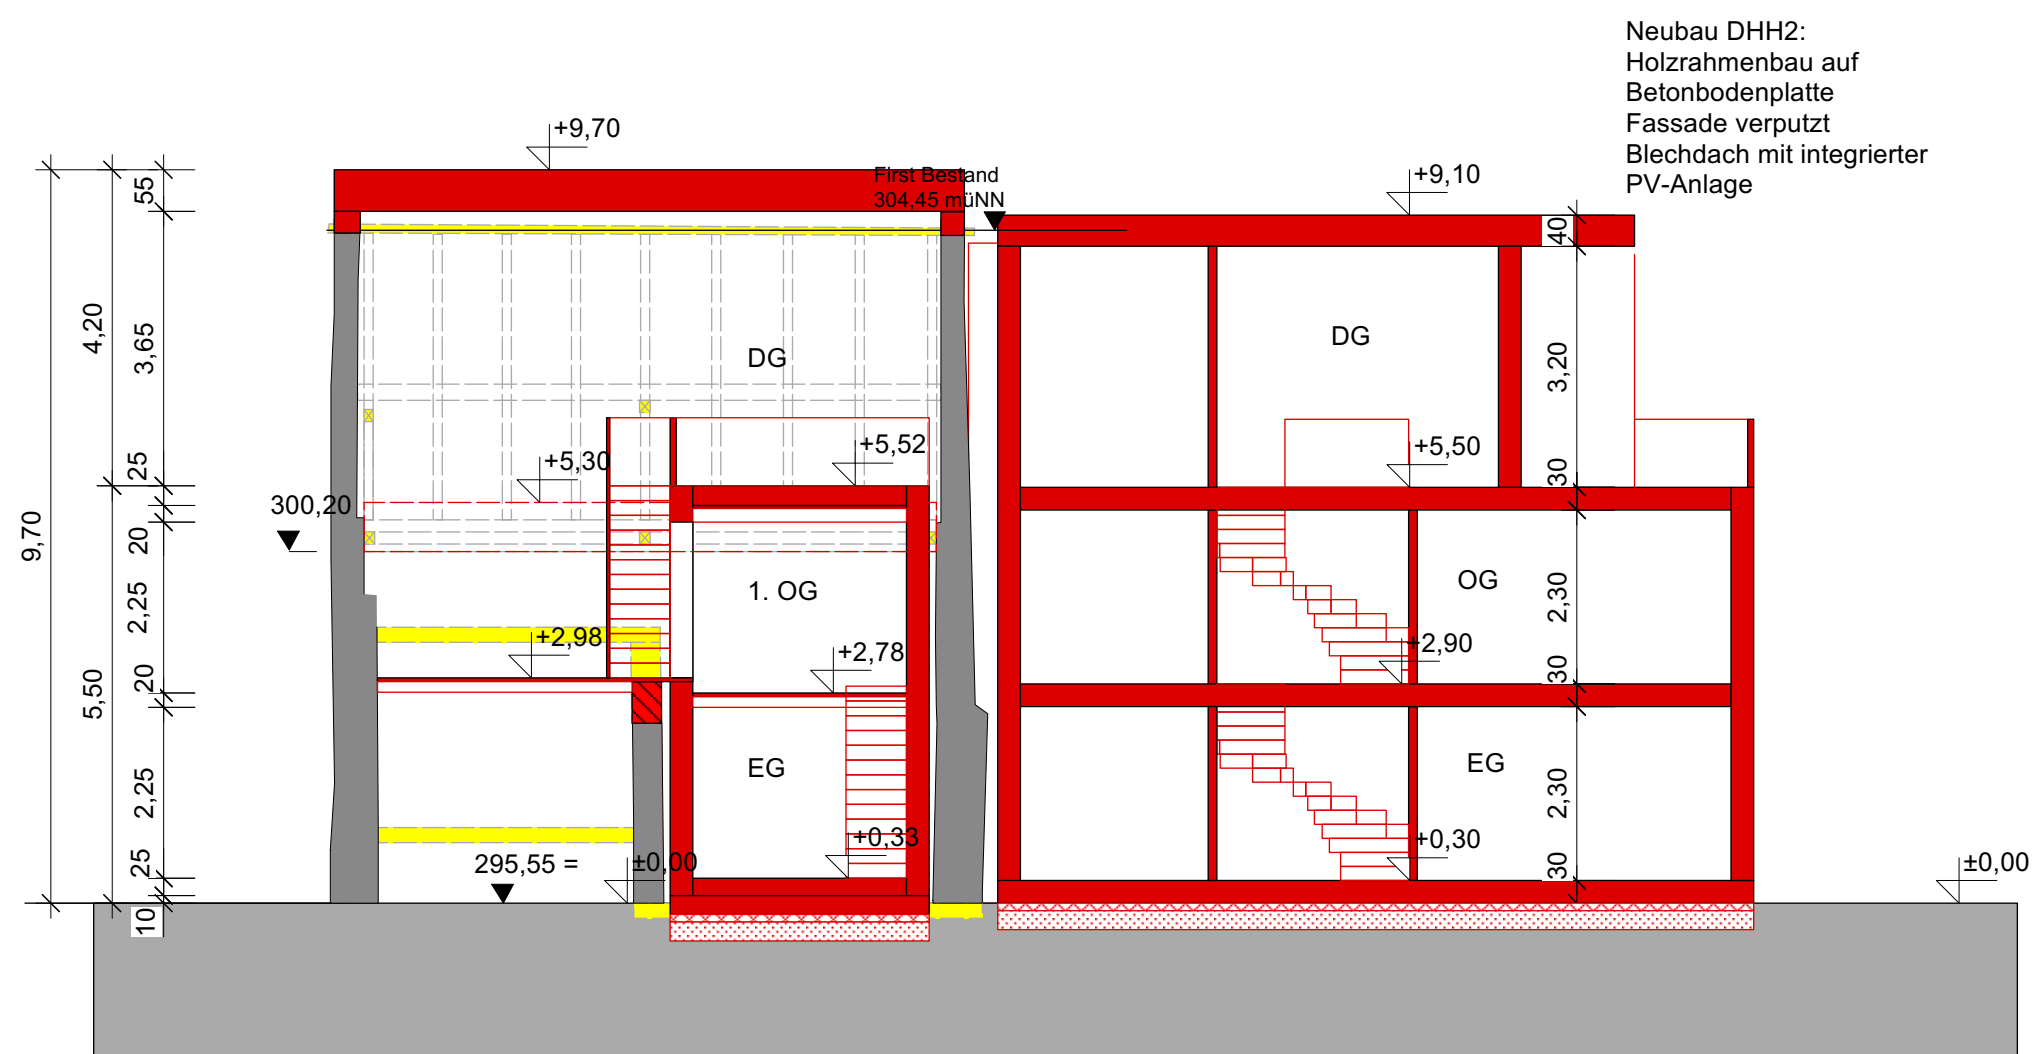 Neubau DHH2:
Holzrahmenbau auf
Betonbodenplatte
Fassade verputzt
Blechdach mit integrierter
PV-Anlage
+9,70
First Bestand
304,45 müNN
+9,10
55
40
4,20
3,65
DG
DG
3,20
25
+5,30
+5,52
+5,50
30
300,20
9,70
20
2,25
1. OG
OG
2,30
+2,98
+2,78
+2,90
5,50
20
30
2,25
EG
EG
2,30
25
295,55 =
±0,00
+0,33
+0,30
30
±0,00
10